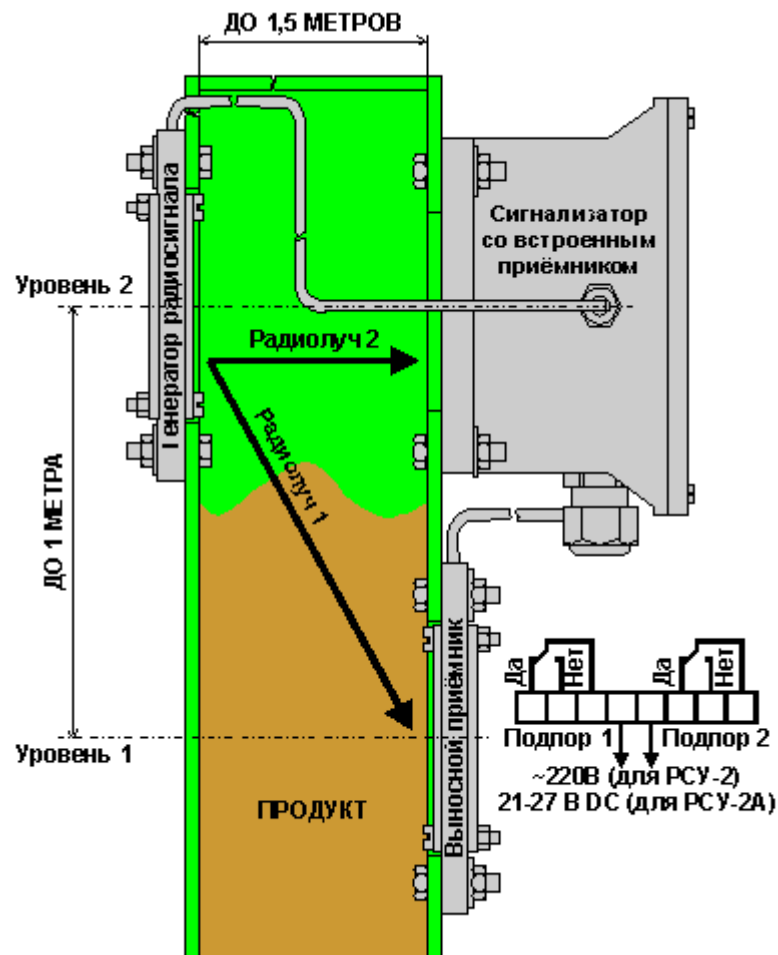 ДО 1,5 МЕТРОВ
Генератор радиосигнала
Сигнализатор
со встроенным
приёмником
Уровень 2
Радиолуч 2
Радиолуч 1
ДО 1 МЕТРА
Выносной приёмник
Да
Нет
Да
Нет
Подпор 1
Подпор 2
Уровень 1
~220В (для РСУ-2)
21-27 В DC (для РСУ-2А)
ПРОДУКТ